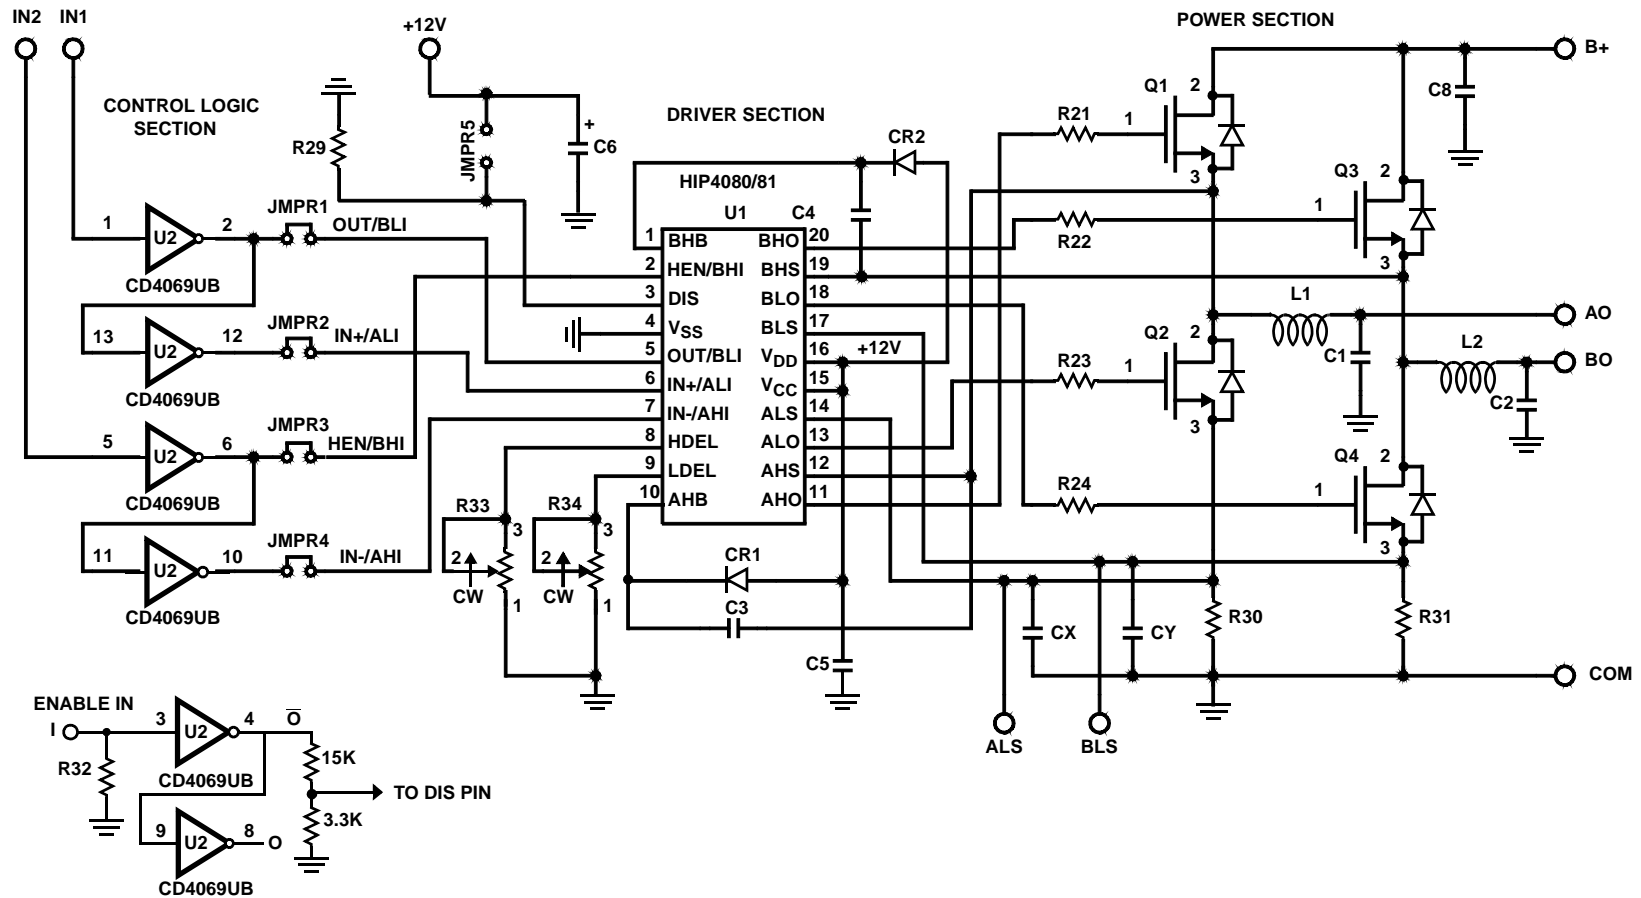 IN2 IN1
+12V
POWER SECTION
B+
CONTROL LOGIC
SECTION
R29
JMPR5
+
C6
DRIVER SECTION
CR2
HIP4080/81
U1
C4
R21
1
Q1
2
3
C8
R22
1
Q3
2
3
1
U2
2
CD4069UB
JMPR1
OUT/BLI
13
U2
12
CD4069UB
JMPR2
IN+/ALI
5
U2
6
CD4069UB
JMPR3
HEN/BHI
11
U2
10
CD4069UB
JMPR4
IN-/AHI
1 BHB BHO 20
2 HEN/BHI BHS 19
3 DIS BLO 18
4 VSS BLS 17
5 OUT/BLI VDD 16 +12V
6 IN+/ALI VCC 15
7 IN-/AHI ALS 14
8 HDEL ALO 13
9 LDEL AHS 12
10 AHB AHO 11
L1
AO
C1
L2
BO
C2
R23
1
Q2
2
3
R24
1
Q4
2
3
R33
3
2
CW
1
R34
3
2
CW
1
CR1
C3
C5
CX
CY
R30
R31
COM
ALS
BLS
ENABLE IN
I
3
U2
4
O
R32
CD4069UB
15K
TO DIS PIN
3.3K
9
U2
8
O
CD4069UB